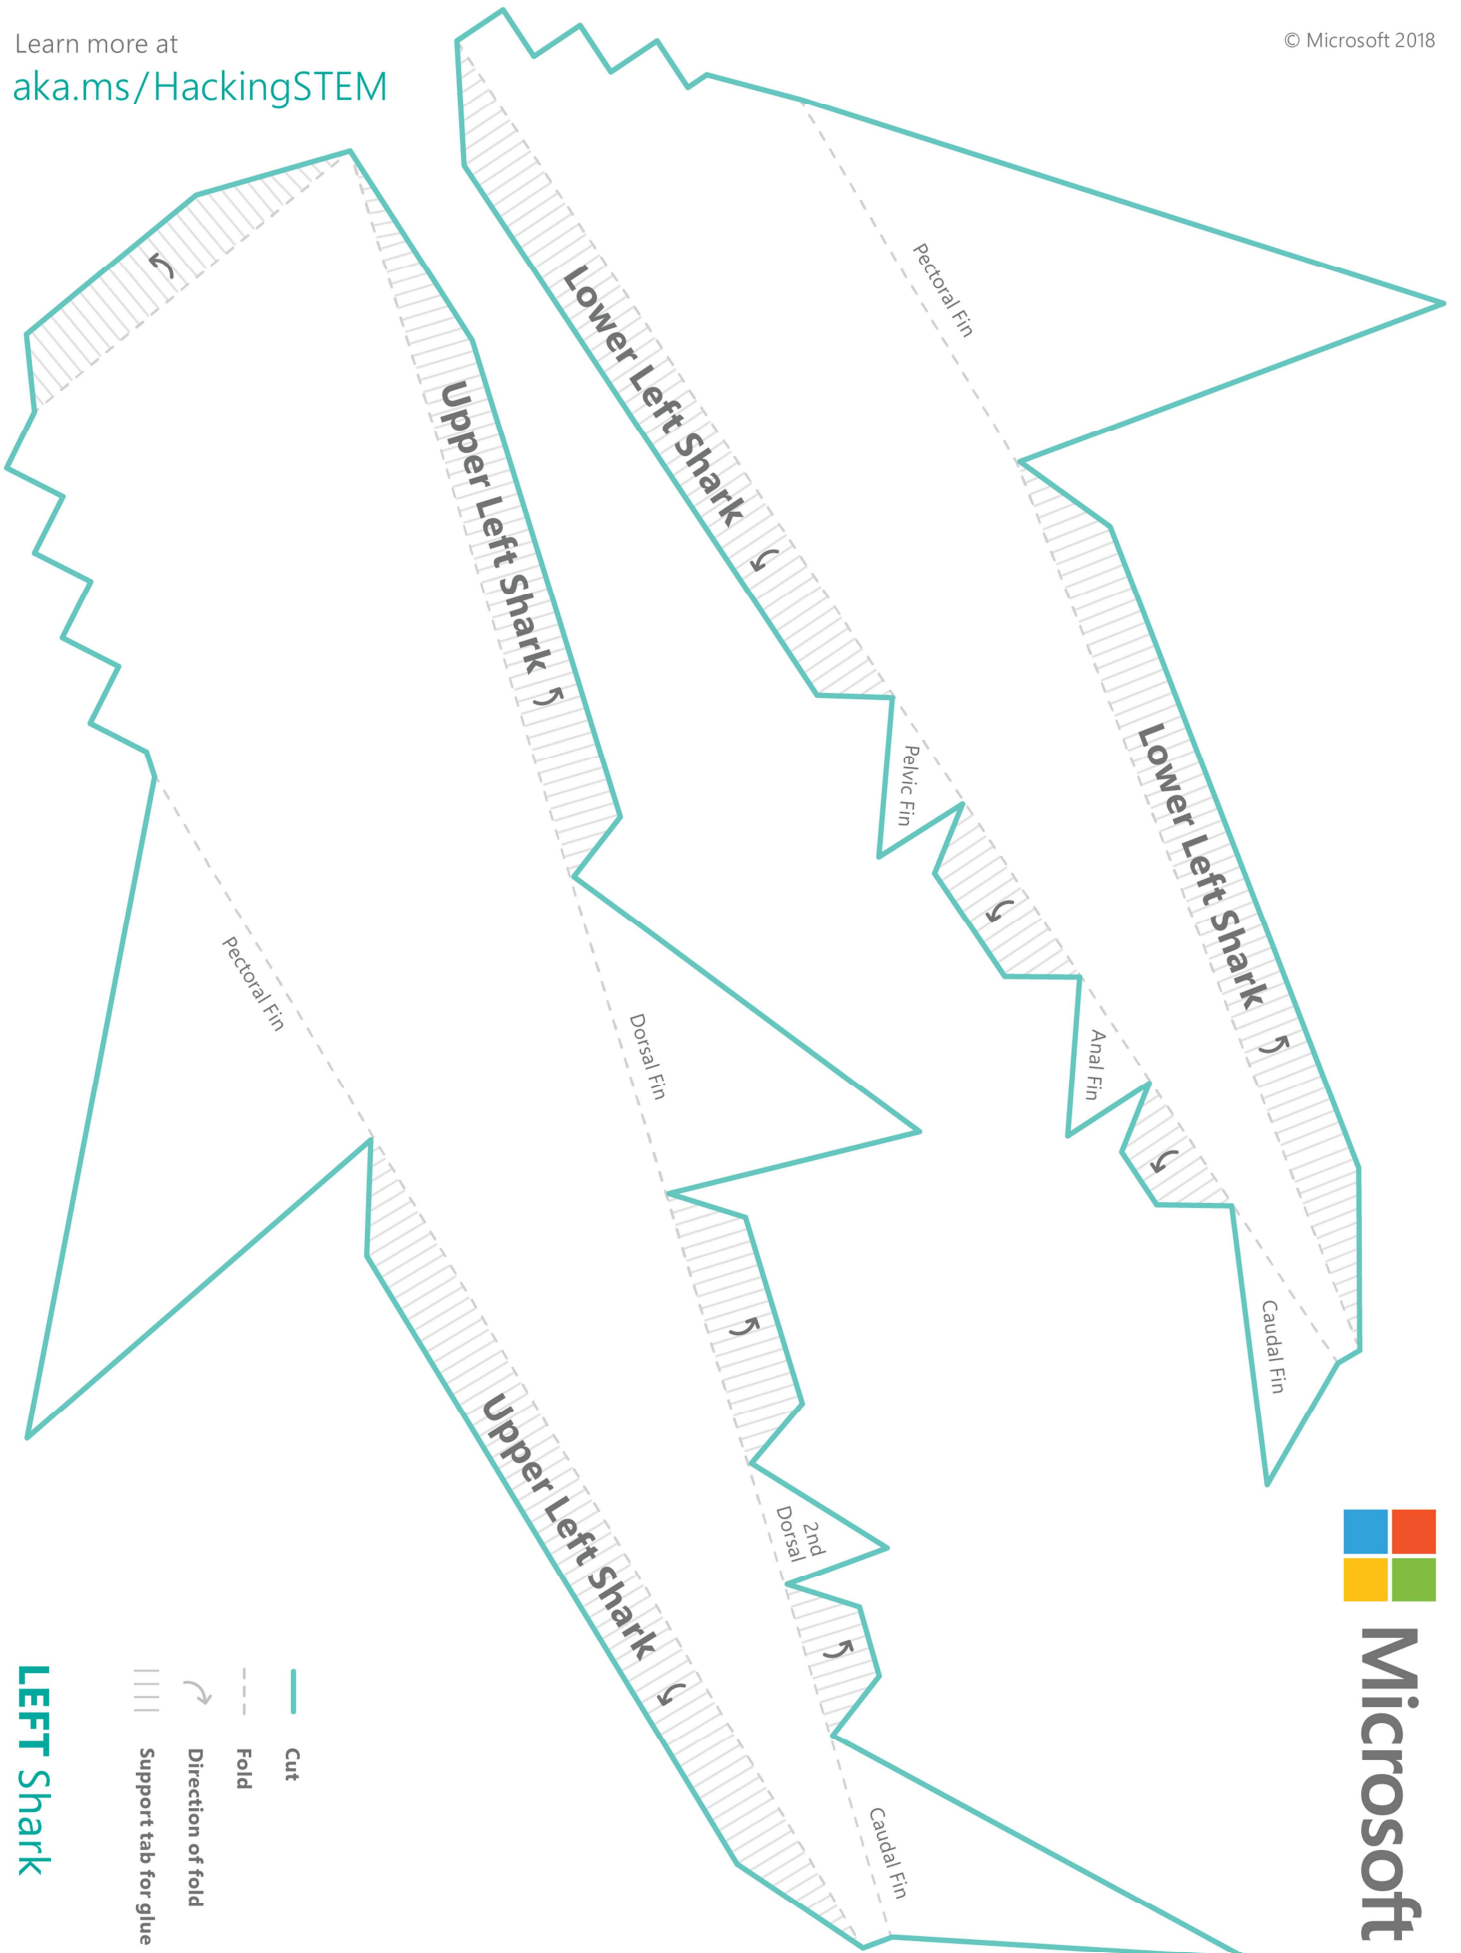 Learn more at
aka.ms/HackingSTEM
© Microsoft 2018
Pectoral Fin
Lower Left Shark
Upper Left Shark
Pelvic Fin
Lower Left Shark
Pectoral Fin
Dorsal Fin
Anal Fin
Caudal Fin
Upper Left Shark
2nd
Dorsal
Caudal Fin
Microsoft
Cut
Fold
Direction of fold
Support tab for glue
LEFT Shark